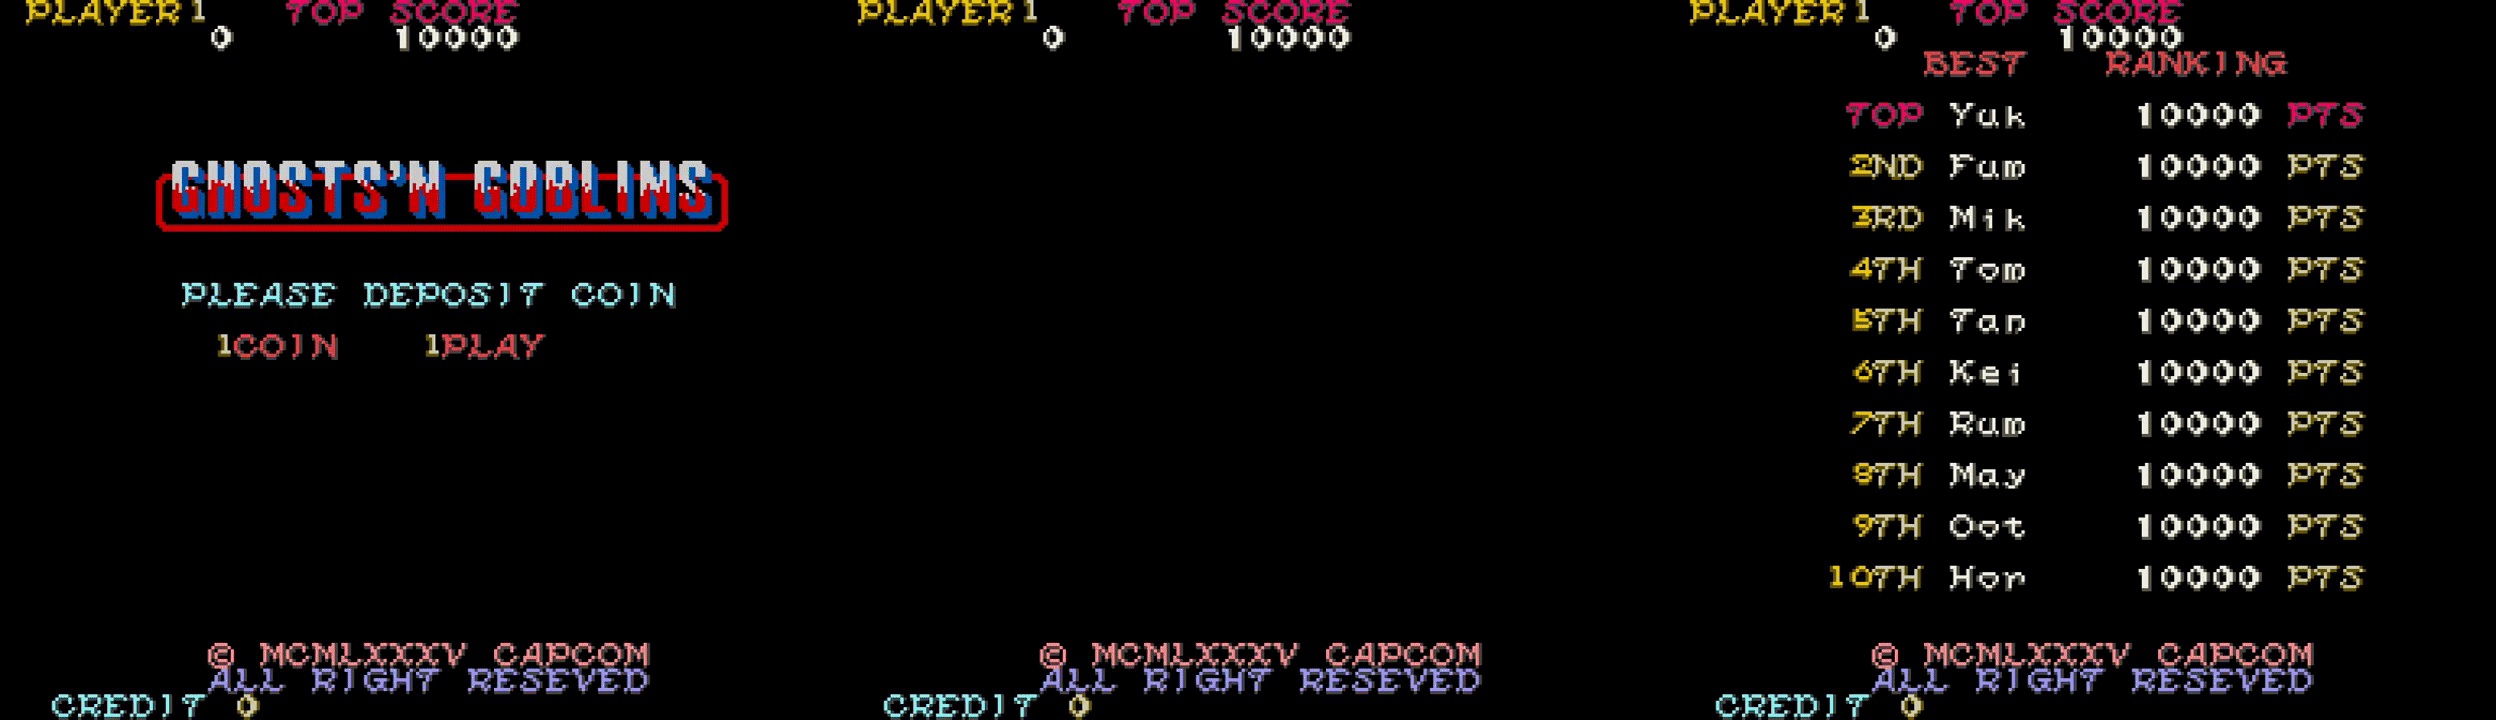 PLAYER1 TOP SCORE
0 10000
GHOSTS'N GOBLINS
PLEASE DEPOSIT COIN
1COIN 1PLAY
© MCMLXXXV CAPCOM
ALL RIGHT RESEVED
CREDIT 0
PLAYER1 TOP SCORE
0 10000
© MCMLXXXV CAPCOM
ALL RIGHT RESEVED
CREDIT 0
PLAYER1 TOP SCORE
0 10000
BEST RANKING
TOP Yuk 10000 PTS
2ND Fum 10000 PTS
3RD Mik 10000 PTS
4TH Tom 10000 PTS
5TH Tan 10000 PTS
6TH Kei 10000 PTS
7TH Rum 10000 PTS
8TH May 10000 PTS
9TH Oot 10000 PTS
10TH Hor 10000 PTS
© MCMLXXXV CAPCOM
ALL RIGHT RESEVED
CREDIT 0